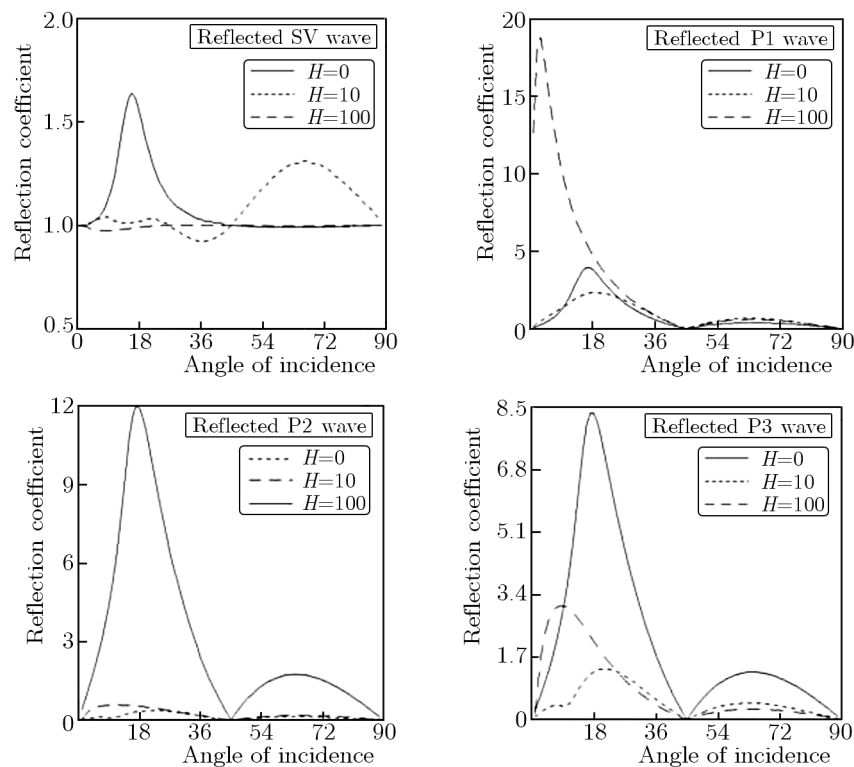 Reflected SV wave
H=0
H=10
H=100
2.0
1.5
1.0
0.5
0 18 36 54 72 90
Reflection coefficient
Angle of incidence
Reflected P1 wave
H=0
H=10
H=100
20
15
10
5
0
18 36 54 72 90
Reflection coefficient
Angle of incidence
Reflected P2 wave
H=0
H=10
H=100
12
9
6
3
0
18 36 54 72 90
Reflection coefficient
Angle of incidence
Reflected P3 wave
H=0
H=10
H=100
8.5
6.8
5.1
3.4
1.7
0
18 36 54 72 90
Reflection coefficient
Angle of incidence